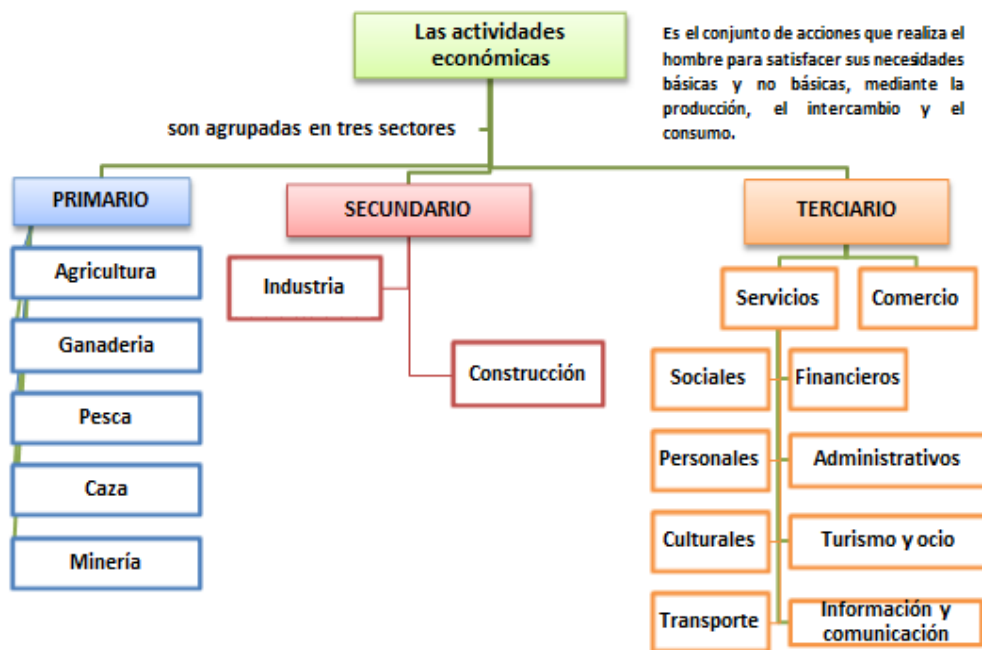 Las actividades
económicas
Es el conjunto de acciones que realiza el
hombre para satisfacer sus necesidades
básicas y no básicas, mediante la
producción, el intercambio y el
consumo.
son agrupadas en tres sectores
PRIMARIO
SECUNDARIO
TERCIARIO
Agricultura
Ganaderia
Pesca
Caza
Minería
Industria
Construcción
Servicios
Comercio
Sociales
Financieros
Personales
Administrativos
Culturales
Turismo y ocio
Transporte
Información y
comunicación